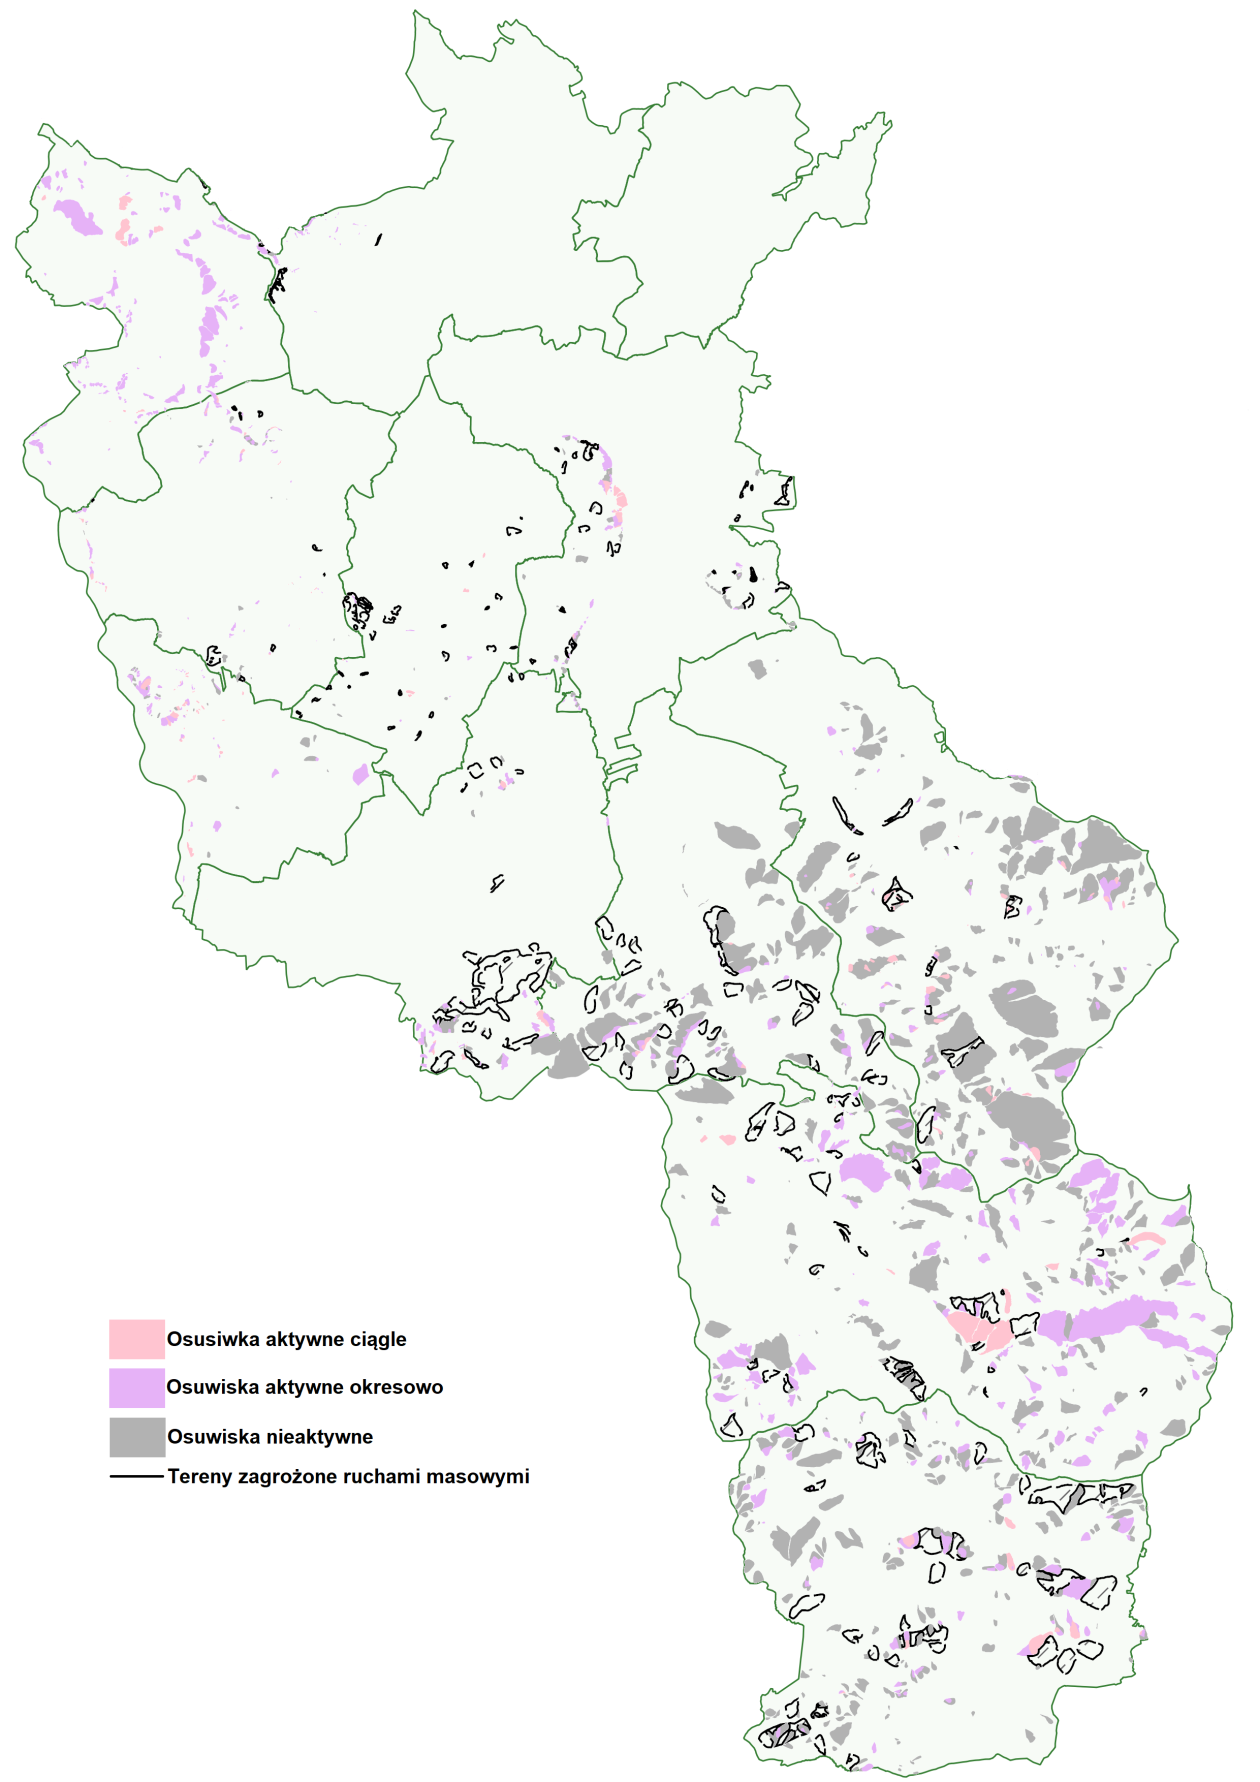 Osusiwka aktywne ciągle
Osuwiska aktywne okresowo
Osuwiska nieaktywne
Tereny zagrożone ruchami masowymi